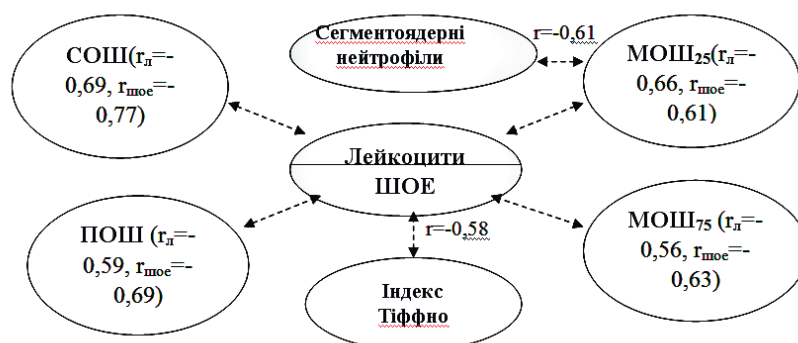 СОШ(rл=-
0,69, rшое=-
0,77)
Сегментоядерні
нейтрофіли
r=-0,61
МОШ25(rл=-
0,66, rшое=-
0,61)
Лейкоцити
ШОЕ
ПОШ (rл=-
0,59, rшое=-
0,69)
r=-0,58
МОШ75 (rл=-
0,56, rшое=-
0,63)
Індекс
Тіффно